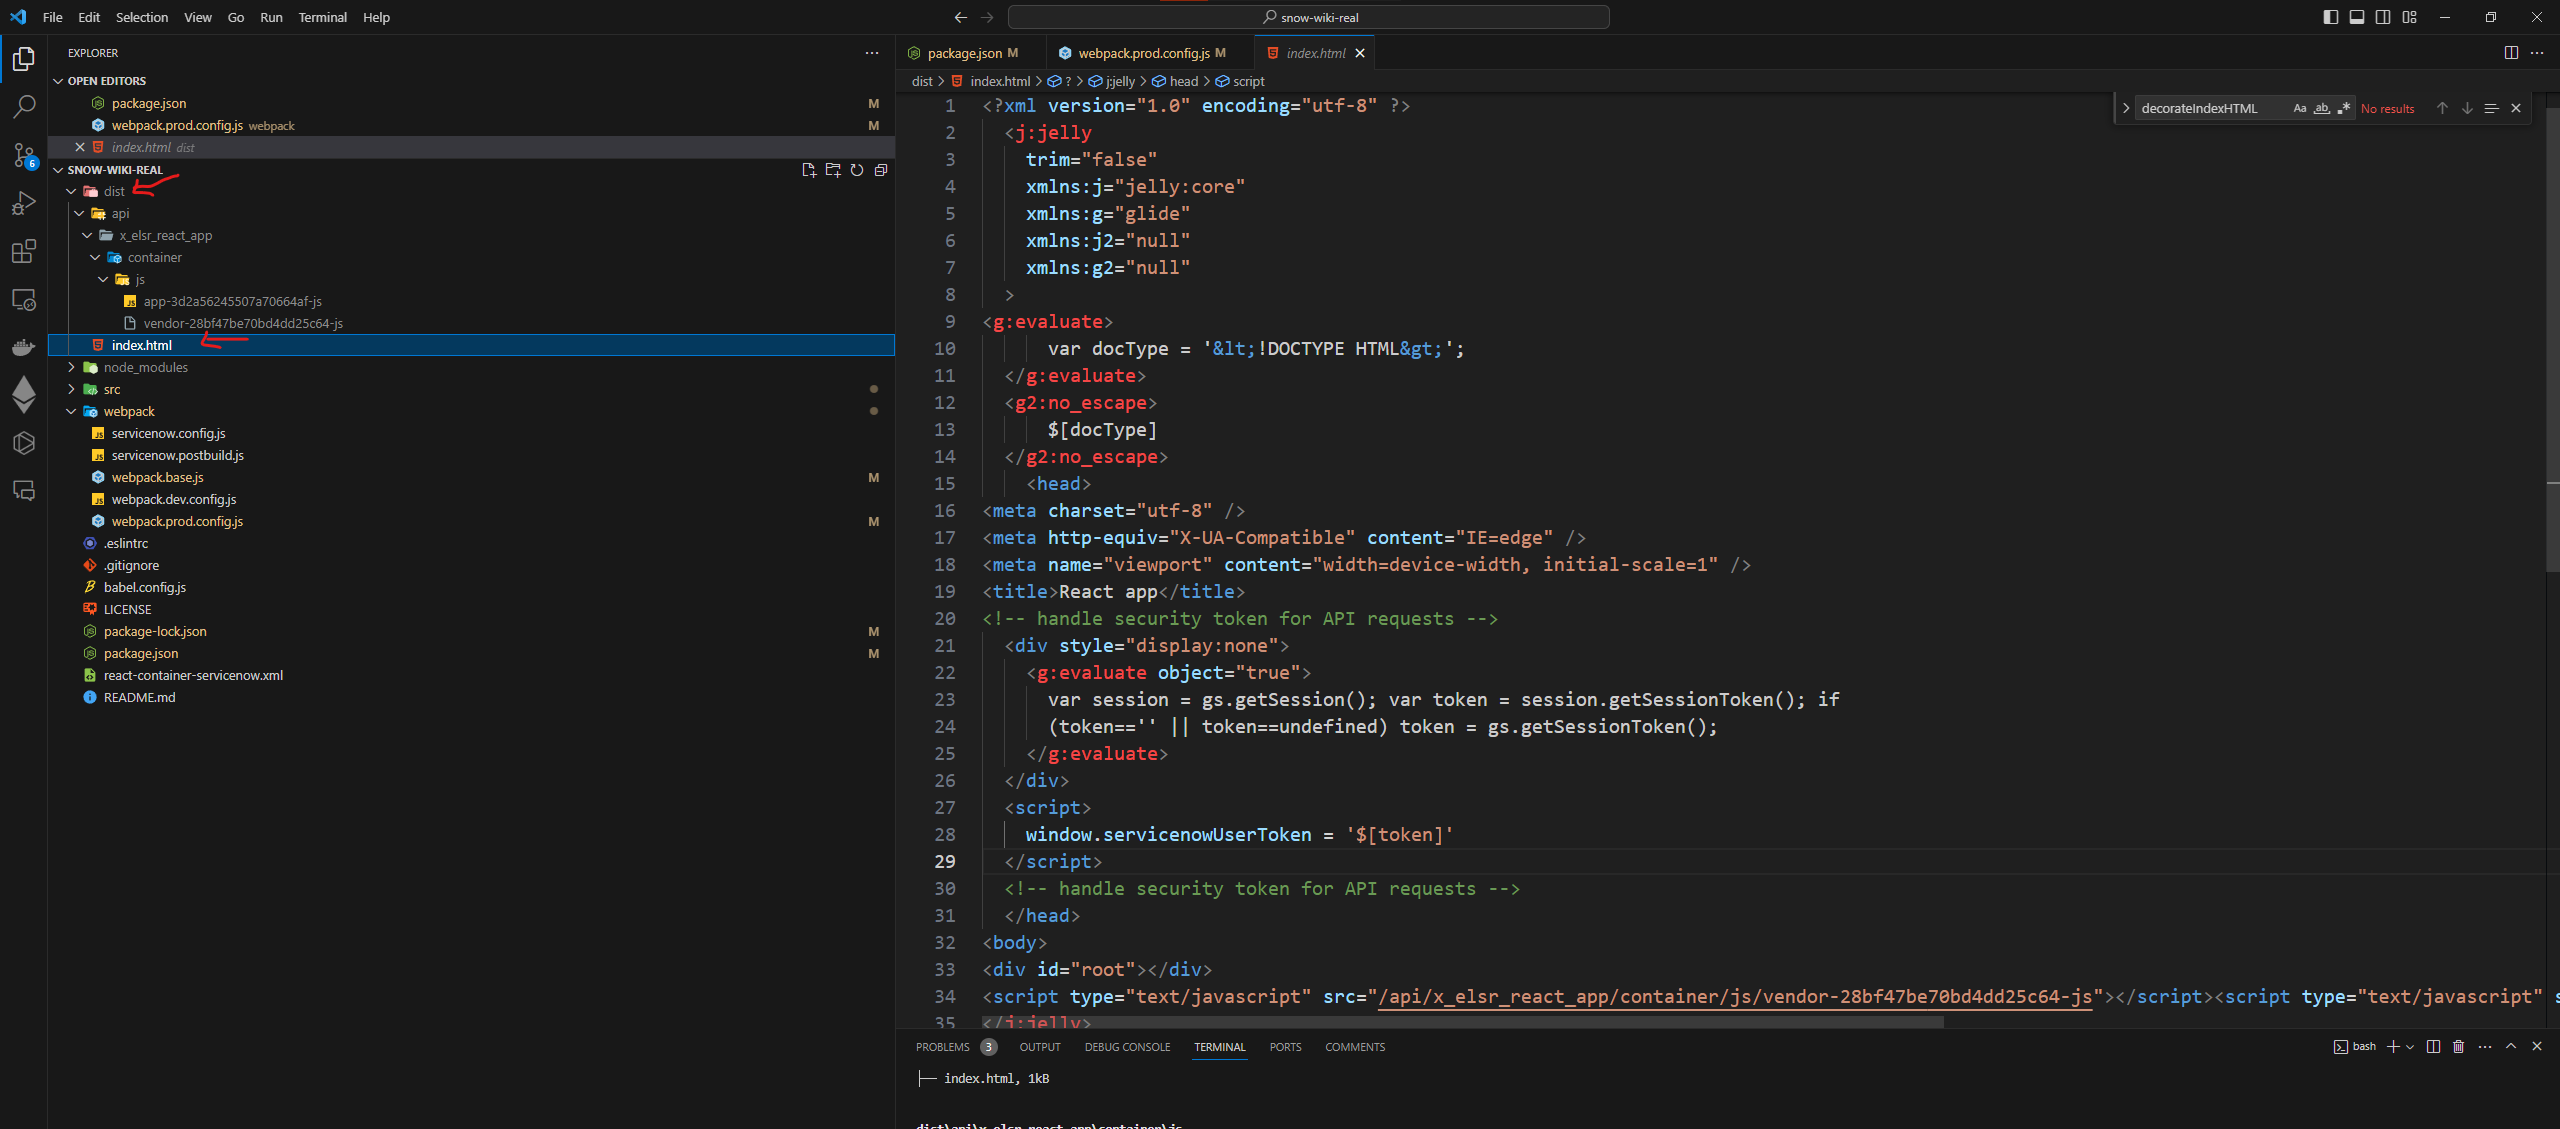 File Edit Selection View Go Run Terminal Help
snow-wiki-real
EXPLORER
OPEN EDITORS
package.json M
webpack.prod.config.js webpack M
index.html dist
SNOW-WIKI-REAL
dist
api
x_elsr_react_app
container
js
app-3d2a56245507a70664af-js
vendor-28bf47be70bd4dd25c64-js
index.html
node_modules
src
webpack
servicenow.config.js
servicenow.postbuild.js
webpack.base.js M
webpack.dev.config.js
webpack.prod.config.js M
.eslintrc
.gitignore
babel.config.js
LICENSE
package-lock.json M
package.json M
react-container-servicenow.xml
README.md
6
package.json M webpack.prod.config.js M index.html
dist > index.html > ? > j:jelly > head > script
decorateIndexHTML Aa ab .* No results
1 <?xml version="1.0" encoding="utf-8" ?>
2 <j:jelly
3 trim="false"
4 xmlns:j="jelly:core"
5 xmlns:g="glide"
6 xmlns:j2="null"
7 xmlns:g2="null"
8 >
9 <g:evaluate>
10 var docType = '&lt;!DOCTYPE HTML&gt;';
11 </g:evaluate>
12 <g2:no_escape>
13 $[docType]
14 </g2:no_escape>
15 <head>
16 <meta charset="utf-8" />
17 <meta http-equiv="X-UA-Compatible" content="IE=edge" />
18 <meta name="viewport" content="width=device-width, initial-scale=1" />
19 <title>React app</title>
20 <!-- handle security token for API requests -->
21 <div style="display:none">
22 <g:evaluate object="true">
23 var session = gs.getSession(); var token = session.getSessionToken(); if
24 (token=='' || token==undefined) token = gs.getSessionToken();
25 </g:evaluate>
26 </div>
27 <script>
28 window.servicenowUserToken = '$[token]'
29 </script>
30 <!-- handle security token for API requests -->
31 </head>
32 <body>
33 <div id="root"></div>
34 <script type="text/javascript" src="/api/x_elsr_react_app/container/js/vendor-28bf47be70bd4dd25c64-js"></script><script type="text/javascript" s
35 </j:jelly>
PROBLEMS 3 OUTPUT DEBUG CONSOLE TERMINAL PORTS COMMENTS
bash
├── index.html, 1kB
dist\api\x_elsr_react_app\container\js